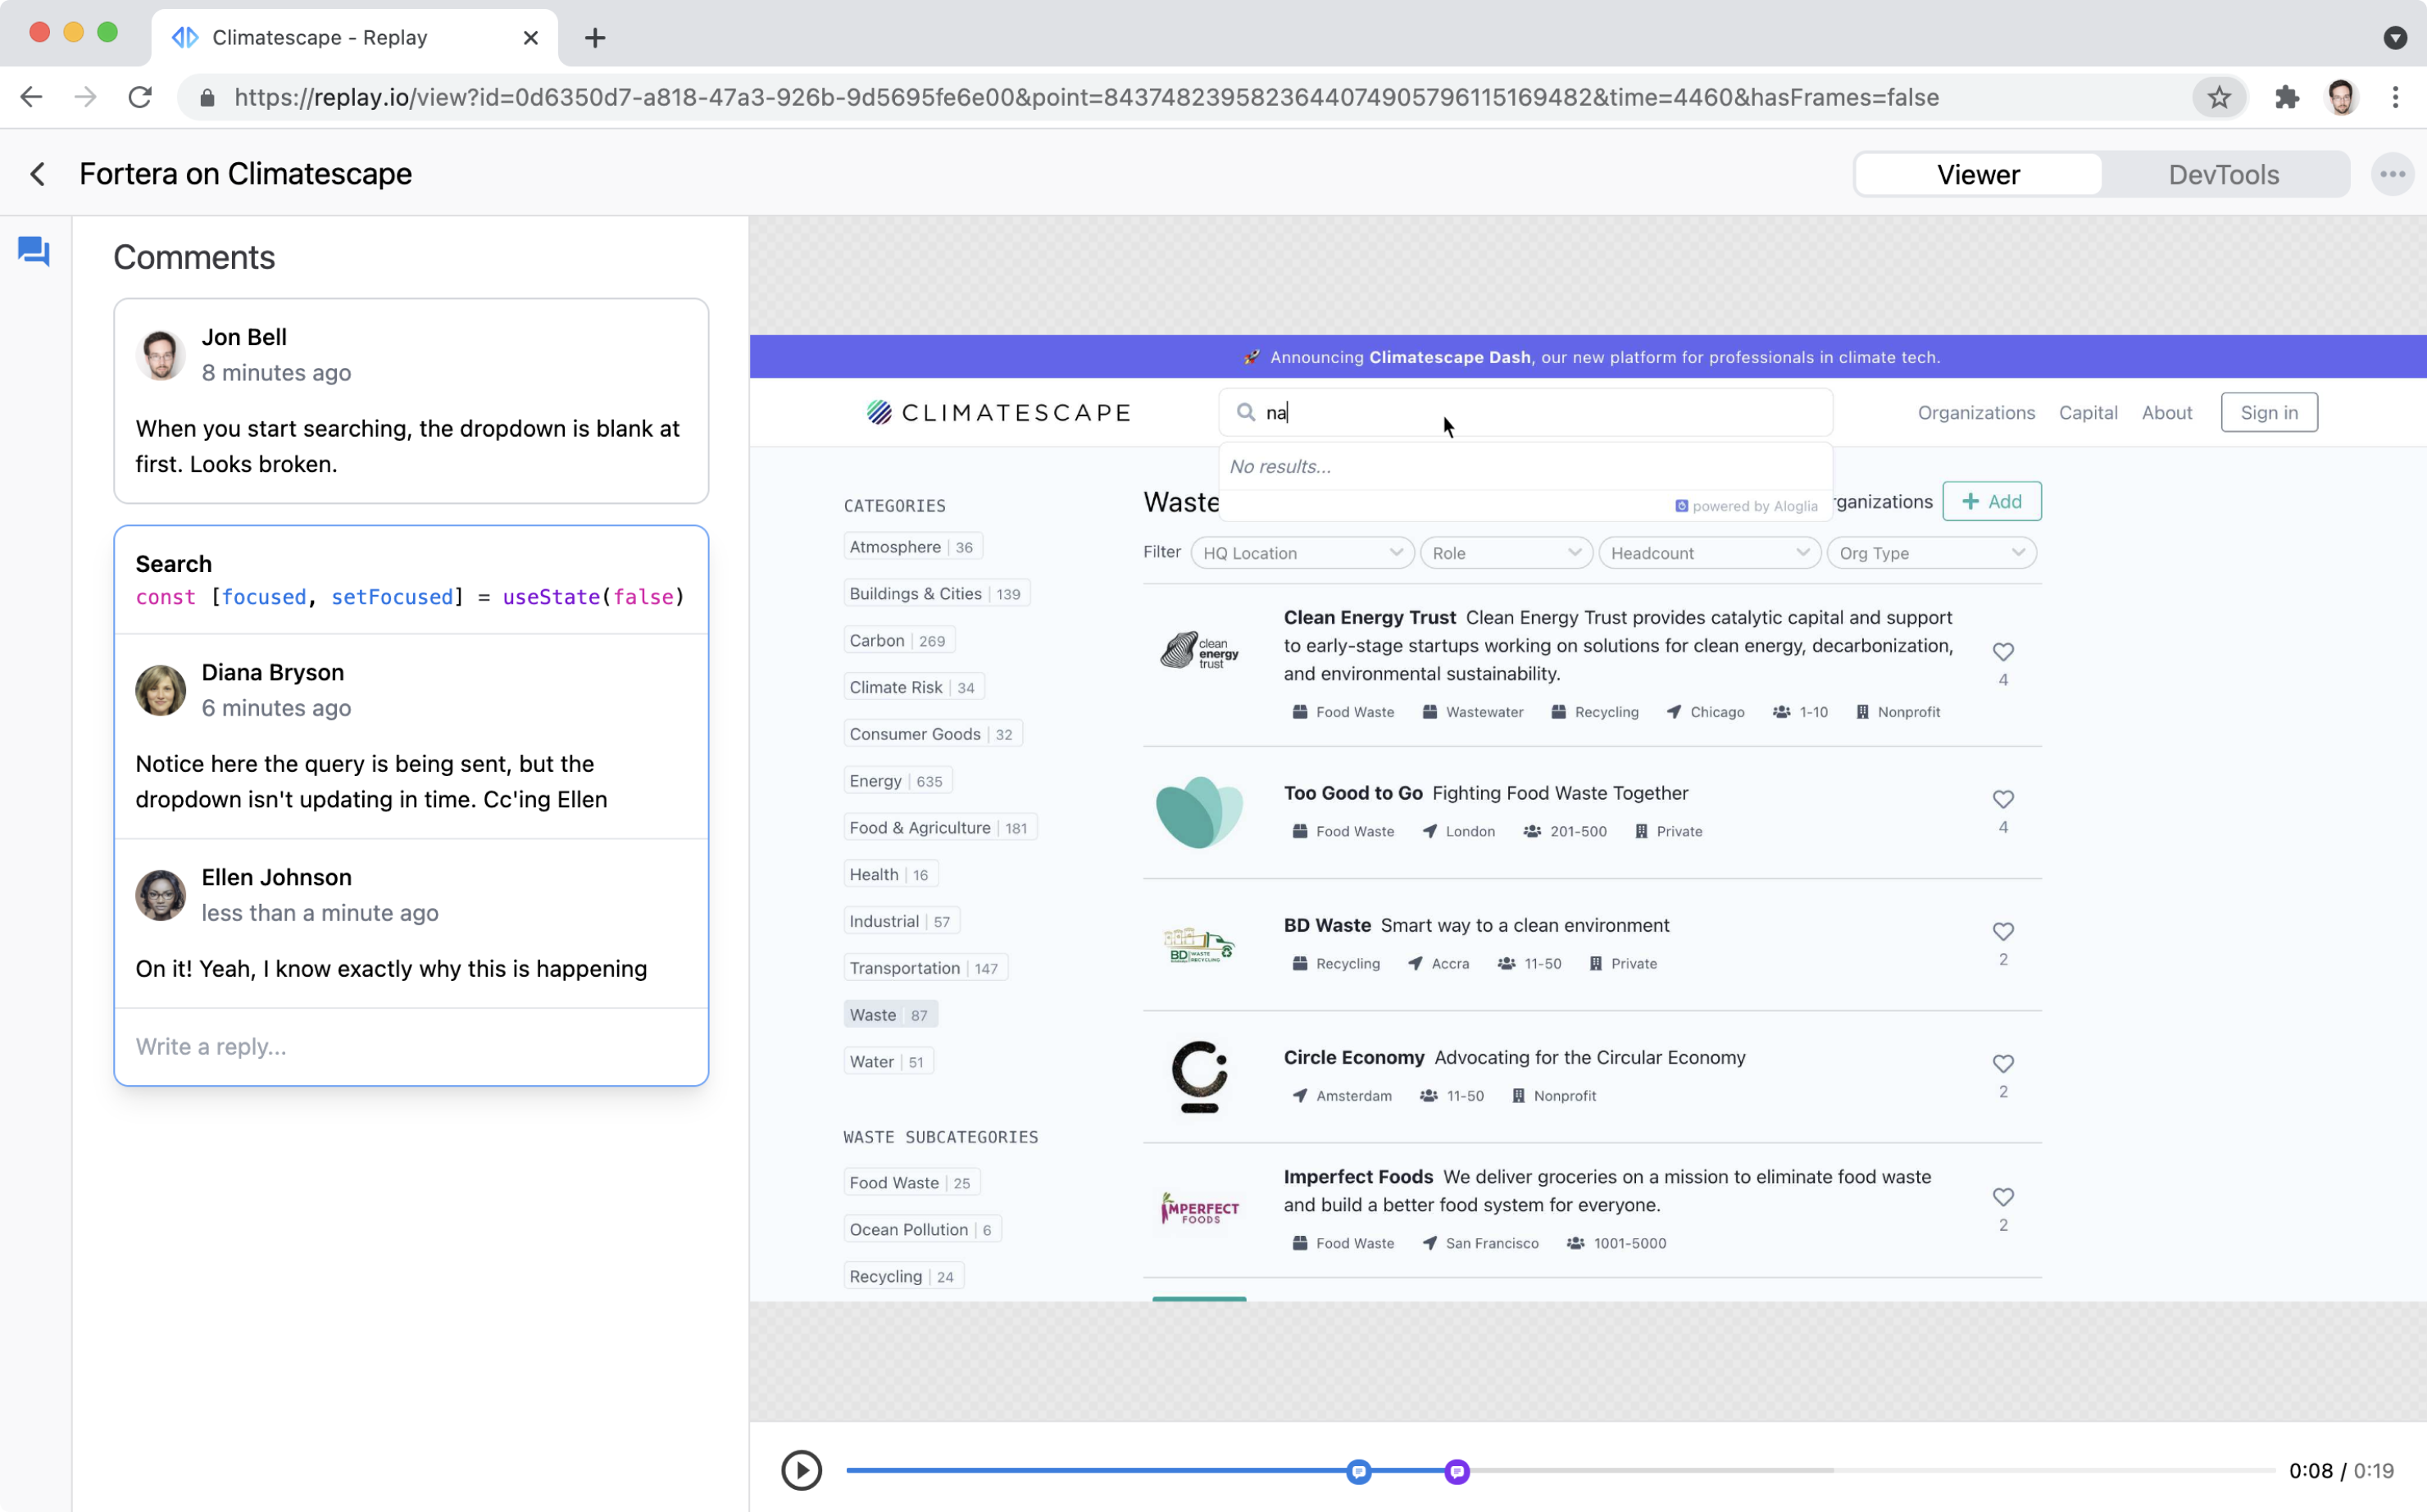 Climatescape - Replay
https://replay.io/view?id=0d6350d7-a818-47a3-926b-9d5695fe6e00&point=84374823958236440749057961151694​82&time=4460&hasFrames=false
Fortera on Climatescape
Viewer
DevTools
Comments
Jon Bell
8 minutes ago
When you start searching, the dropdown is blank at
first. Looks broken.
Search
const [focused, setFocused] = useState(false)
Diana Bryson
6 minutes ago
Notice here the query is being sent, but the
dropdown isn't updating in time. Cc'ing Ellen
Ellen Johnson
less than a minute ago
On it! Yeah, I know exactly why this is happening
Write a reply...
Announcing Climatescape Dash, our new platform for professionals in climate tech.
CLIMATESCAPE
na
Organizations
Capital
About
Sign in
No results...
powered by Aloglia
CATEGORIES
Atmosphere | 36
Buildings & Cities | 139
Carbon | 269
Climate Risk | 34
Consumer Goods | 32
Energy | 635
Food & Agriculture | 181
Health | 16
Industrial | 57
Transportation | 147
Waste | 87
Water | 51
WASTE SUBCATEGORIES
Food Waste | 25
Ocean Pollution | 6
Recycling | 24
Waste
rganizations
+ Add
Filter
HQ Location
Role
Headcount
Org Type
clean
energy
trust
Clean Energy Trust Clean Energy Trust provides catalytic capital and support
to early-stage startups working on solutions for clean energy, decarbonization,
and environmental sustainability.
Food Waste Wastewater Recycling Chicago 1-10 Nonprofit
4
Too Good to Go Fighting Food Waste Together
Food Waste London 201-500 Private
4
BD WASTE
RECYCLING
BD Waste Smart way to a clean environment
Recycling Accra 11-50 Private
2
Circle Economy Advocating for the Circular Economy
Amsterdam 11-50 Nonprofit
2
IMPERFECT
FOODS
Imperfect Foods We deliver groceries on a mission to eliminate food waste
and build a better food system for everyone.
Food Waste San Francisco 1001-5000
2
0:08 / 0:19